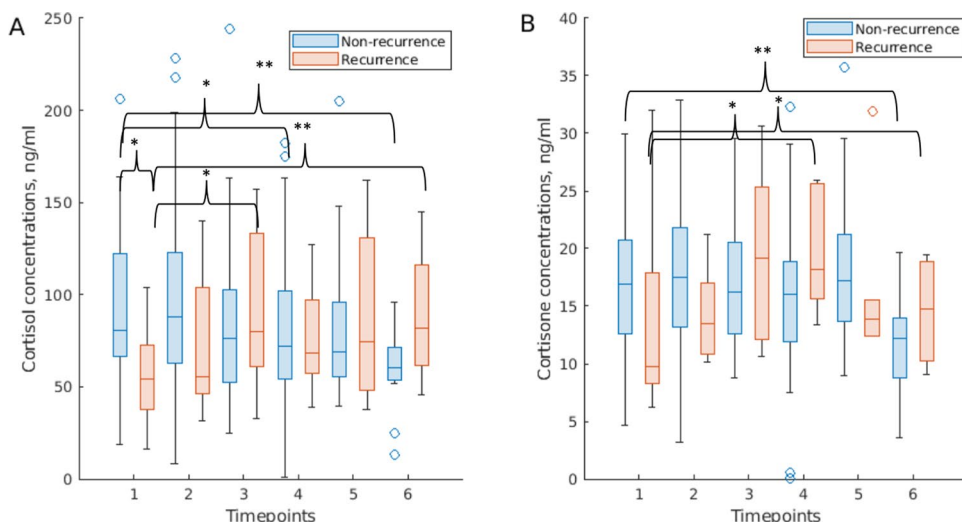 A
Cortisol concentrations, ng/ml
250
200
150
100
50
0
Non-recurrence
Recurrence
**
*
**
*
*
1 2 3 4 5 6
Timepoints
B
Cortisone concentrations, ng/ml
40
35
30
25
20
15
10
5
0
Non-recurrence
Recurrence
**
*
*
1 2 3 4 5 6
Timepoints